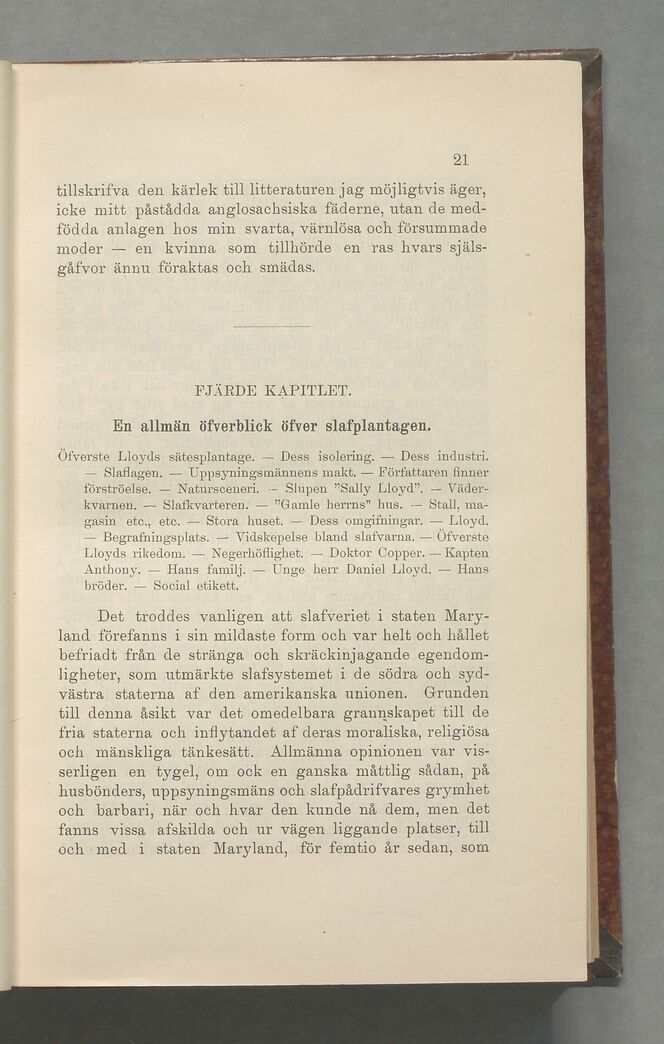 21
tillskrifva den kärlek till litteraturen jag möjligtvis äger,
icke mitt påstådda anglosachsiska fäderne, utan de med-
födda anlagen hos min svarta, värnlösa och försummade
moder — en kvinna som tillhörde en ras hvars själs-
gåfvor ännu föraktas och smädas.
FJÄRDE KAPITLET.
En allmän öfverblick öfver slafplantagen.
Öfverste Lloyds sätesplantage. — Dess isolering. — Dess industri.
— Slaflagen. — Uppsyningsmännens makt. — Författaren finner
förströelse. — Natursceneri. — Slupen ”Sally Lloyd”. — Väder-
kvarnen. — Slafkvarteren. — ”Gamle herrns” hus. — Stall, ma-
gasin etc., etc. — Stora huset. — Dess omgifningar. — Lloyd.
— Begrafningsplats. — Vidskepelse bland slafvarna. — Öfverste
Lloyds rikedom. — Negerhöflighet. — Doktor Copper. — Kapten
Anthony. — Hans familj. — Unge herr Daniel Lloyd. — Hans
bröder. — Social etikett.
Det troddes vanligen att slafveriet i staten Mary-
land förefanns i sin mildaste form och var helt och hållet
befriadt från de stränga och skräckinjagande egendom-
ligheter, som utmärkte slafsystemet i de södra och syd-
västra staterna af den amerikanska unionen. Grunden
till denna åsikt var det omedelbara grannskapet till de
fria staterna och inflytandet af deras moraliska, religiösa
och mänskliga tänkesätt. Allmänna opinionen var vis-
serligen en tygel, om ock en ganska måttlig sådan, på
husbönders, uppsyningsmäns och slafpådrifvares grymhet
och barbari, när och hvar den kunde nå dem, men det
fanns vissa afskilda och ur vägen liggande platser, till
och med i staten Maryland, för femtio år sedan, som